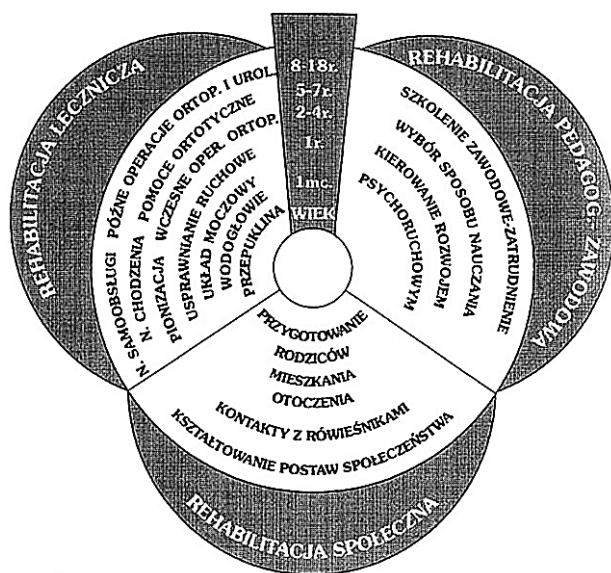 REHABILITACJA LECZNICZA
N. SAMOOBSŁUGI PÓŹNE OPERACJE ORTOP. I UROL.
N. CHODZENIA POMOCE ORTOTYCZNE
PIONIZACJA WCZESNE OPER. ORTOP.
USPRAWNIANIE RUCHOWE
UKŁAD MOCZOWY
WODOGŁOWIE
PRZEPUKLINA
8-18r.
5-7r.
2-4r.
1r.
1mc.
WIEK
REHABILITACJA PEDAGOG- ZAWODOWA
SZKOLENIE ZAWODOWE-ZATRUDNIENIE
WYBÓR SPOSOBU NAUCZANIA
KIEROWANIE ROZWOJEM
PSYCHORUCHOWYM
PRZYGOTOWANIE
RODZICÓW
MIESZKANIA
OTOCZENIA
KONTAKTY Z RÓWIEŚNIKAMI
KSZTAŁTOWANIE POSTAW SPOŁECZEŃSTWA
REHABILITACJA SPOŁECZNA